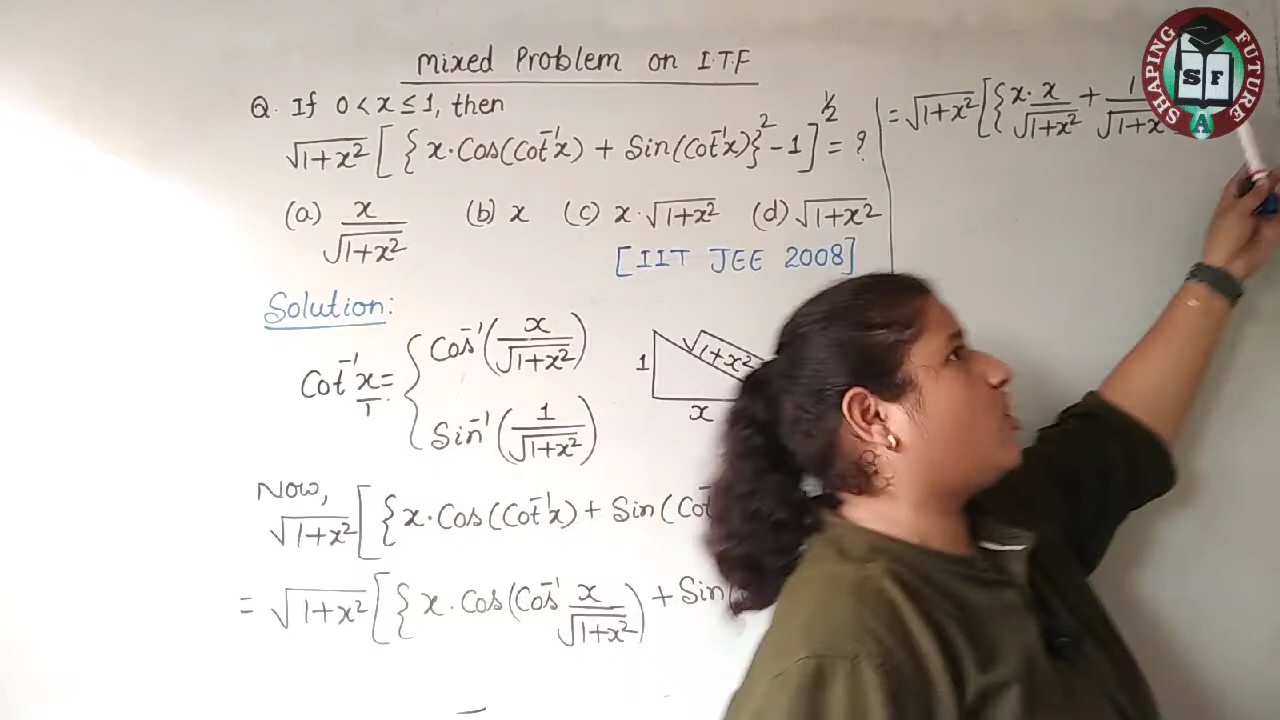 Mixed Problem on I.T.F
Q. If 0 < x ≤ 1, then
√(1+x²) [ { x·Cos(Cot⁻¹x) + Sin(Cot⁻¹x) }² - 1 ]^½ = ?
(a) x/√(1+x²) (b) x (c) x·√(1+x²) (d) √(1+x²)
[IIT JEE 2008]
Solution:
Cot⁻¹ x/1 = { Cos⁻¹ ( x/√(1+x²) )
Sin⁻¹ ( 1/√(1+x²) )
1 √(1+x²)
x
Now,
√(1+x²) [ { x·Cos(Cot⁻¹x) + Sin(Cot⁻¹
= √(1+x²) [ { x·Cos(Cos⁻¹ x/√(1+x²)) + Sin(
= √(1+x²) [ { x· x/√(1+x²) + 1/√(1+x
SHAPING FUTURE
S F
A